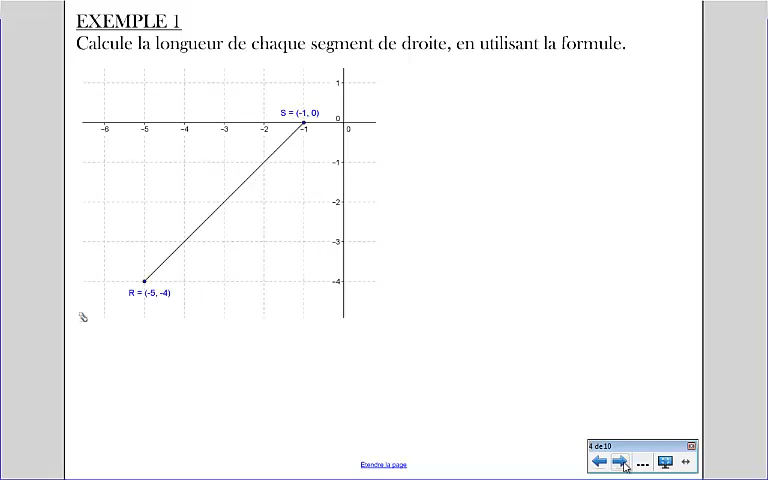 EXEMPLE 1
Calcule la longueur de chaque segment de droite, en utilisant la formule.
1
S = (-1, 0)
0
−6 −5 −4 −3 −2 −1 0
−1
−2
−3
−4
R = (-5, -4)
4 de 10
Étendre la page